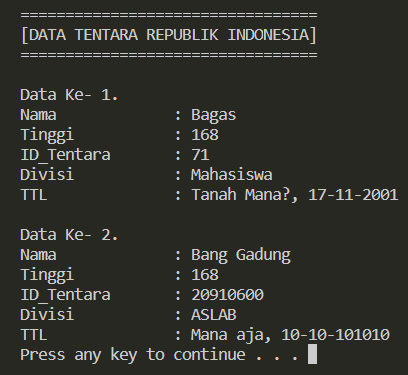 =================================
[DATA TENTARA REPUBLIK INDONESIA]
=================================
Data Ke- 1.
Nama : Bagas
Tinggi : 168
ID_Tentara : 71
Divisi : Mahasiswa
TTL : Tanah Mana?, 17-11-2001
Data Ke- 2.
Nama : Bang Gadung
Tinggi : 168
ID_Tentara : 20910600
Divisi : ASLAB
TTL : Mana aja, 10-10-101010
Press any key to continue . . .